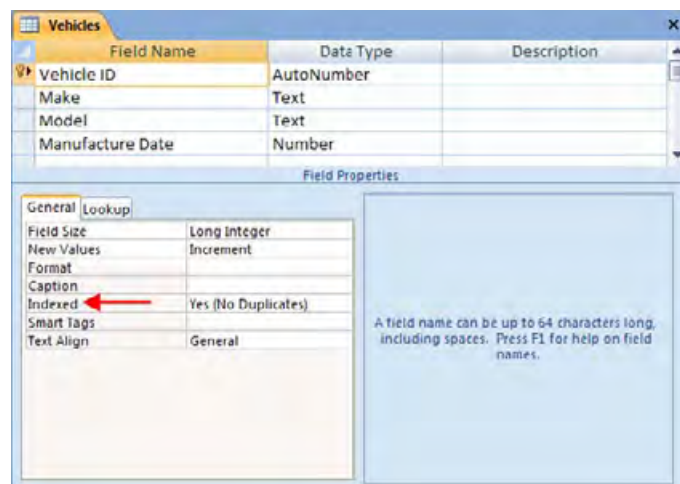 Vehicles
Field Name Data Type Description
Vehicle ID AutoNumber
Make Text
Model Text
Manufacture Date Number
Field Properties
General Lookup
Field Size Long Integer
New Values Increment
Format
Caption
Indexed Yes (No Duplicates)
Smart Tags
Text Align General
A field name can be up to 64 characters long,
including spaces. Press F1 for help on field
names.